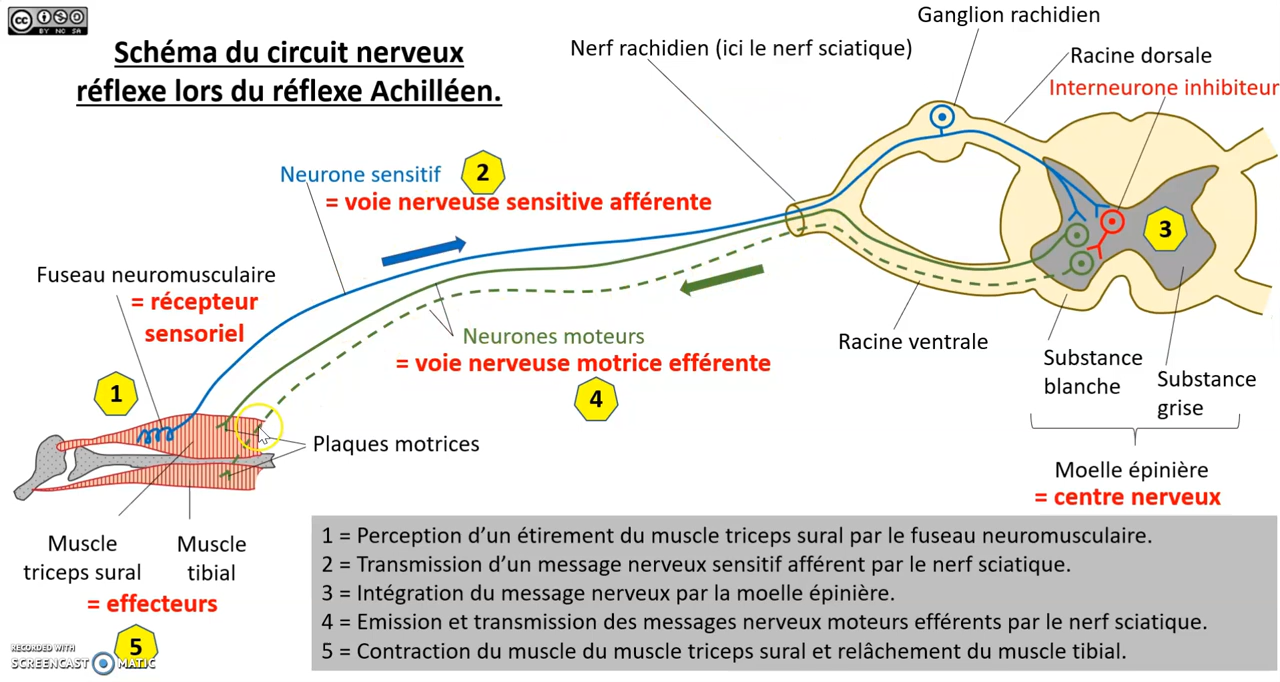 cc
BY NC SA
Schéma du circuit nerveux
réflexe lors du réflexe Achilléen.
Ganglion rachidien
Nerf rachidien (ici le nerf sciatique)
Racine dorsale
Interneurone inhibiteur
Neurone sensitif
2
= voie nerveuse sensitive afférente
3
Fuseau neuromusculaire
= récepteur
sensoriel
Neurones moteurs
= voie nerveuse motrice efférente
4
Racine ventrale
Substance
blanche
Substance
grise
1
Plaques motrices
Moelle épinière
= centre nerveux
Muscle
triceps sural
Muscle
tibial
= effecteurs
5
1 = Perception d’un étirement du muscle triceps sural par le fuseau neuromusculaire.
2 = Transmission d’un message nerveux sensitif afférent par le nerf sciatique.
3 = Intégration du message nerveux par la moelle épinière.
4 = Emission et transmission des messages nerveux moteurs efférents par le nerf sciatique.
5 = Contraction du muscle du muscle triceps sural et relâchement du muscle tibial.
RECORDED WITH
SCREENCAST MATIC